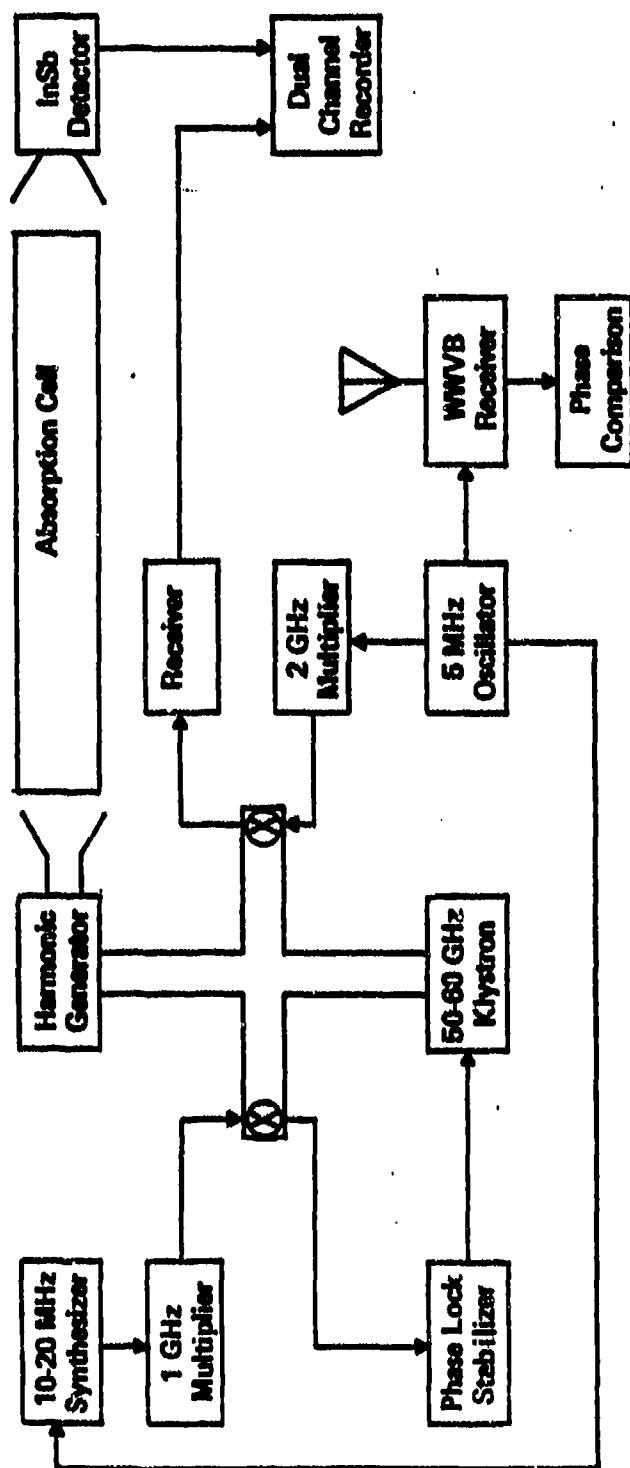 10-20 MHz
Synthesizer
1 GHz
Multiplier
Phase Lock
Stabilizer
Harmonic
Generator
50-60 GHz
Klystron
Absorption Cell
Receiver
2 GHz
Multiplier
5 MHz
Oscillator
WWVB
Receiver
Phase
Comparison
InSb
Detector
Dual
Channel
Recorder